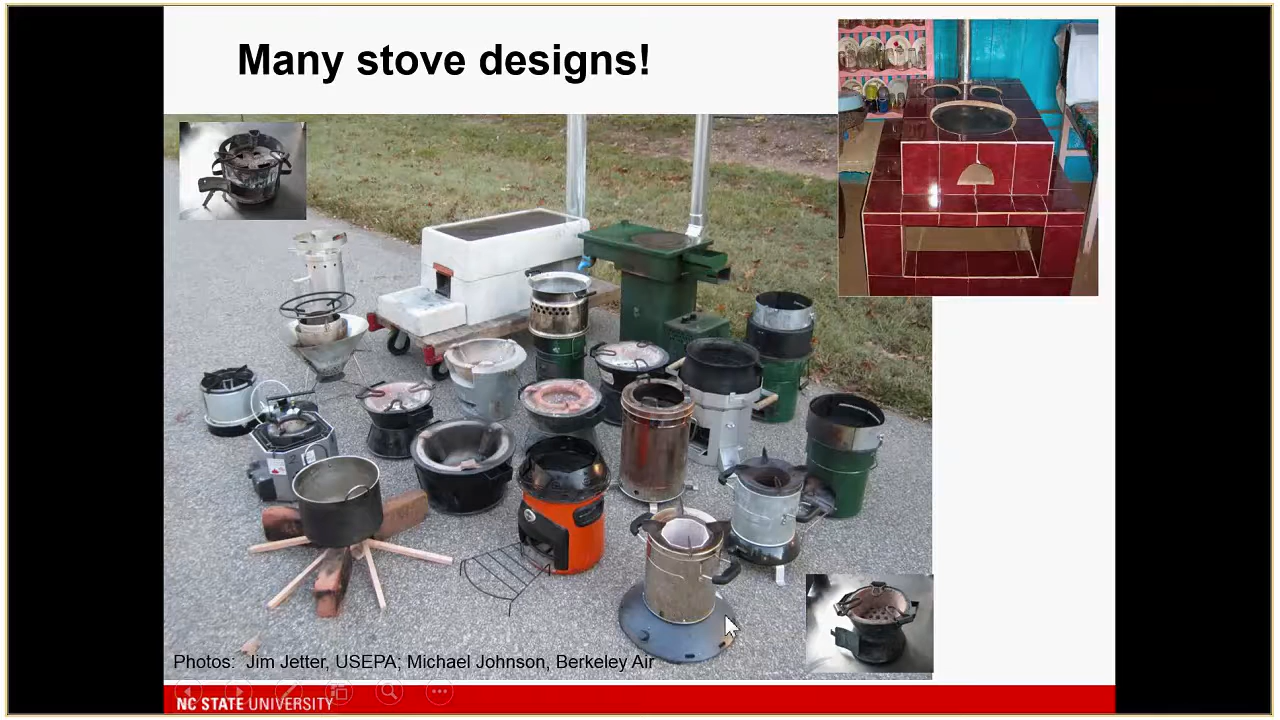 Many stove designs!
Photos: Jim Jetter, USEPA; Michael Johnson, Berkeley Air
NC STATE UNIVERSITY